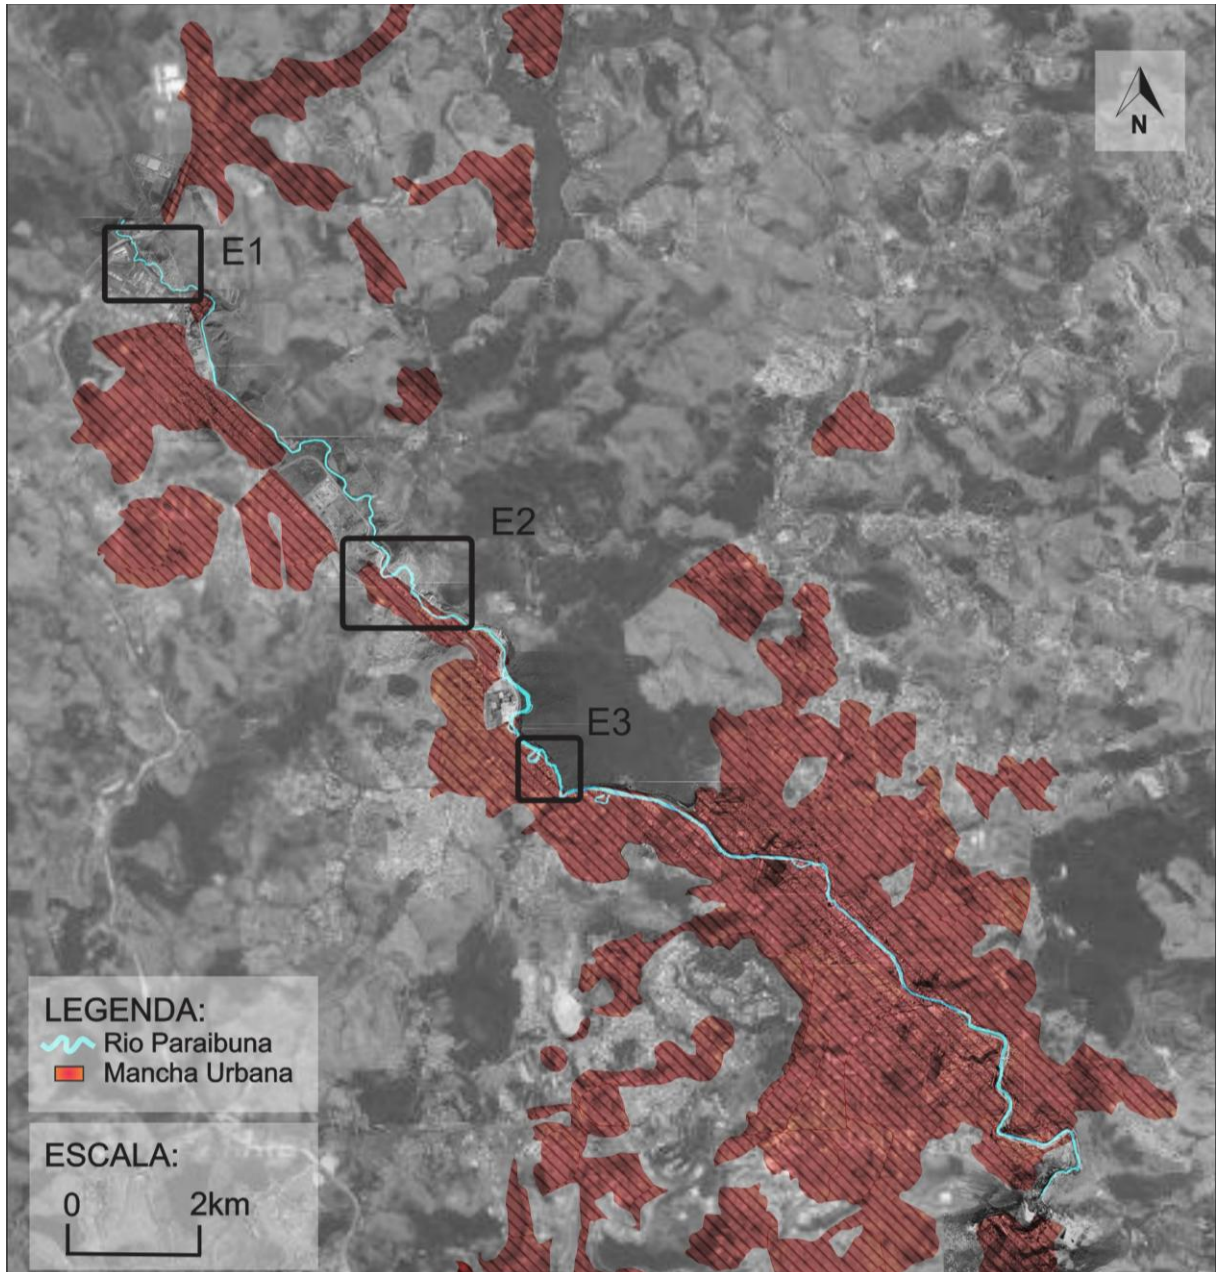 N
E1
E2
E3
LEGENDA:
Rio Paraibuna
Mancha Urbana
ESCALA:
0 2km